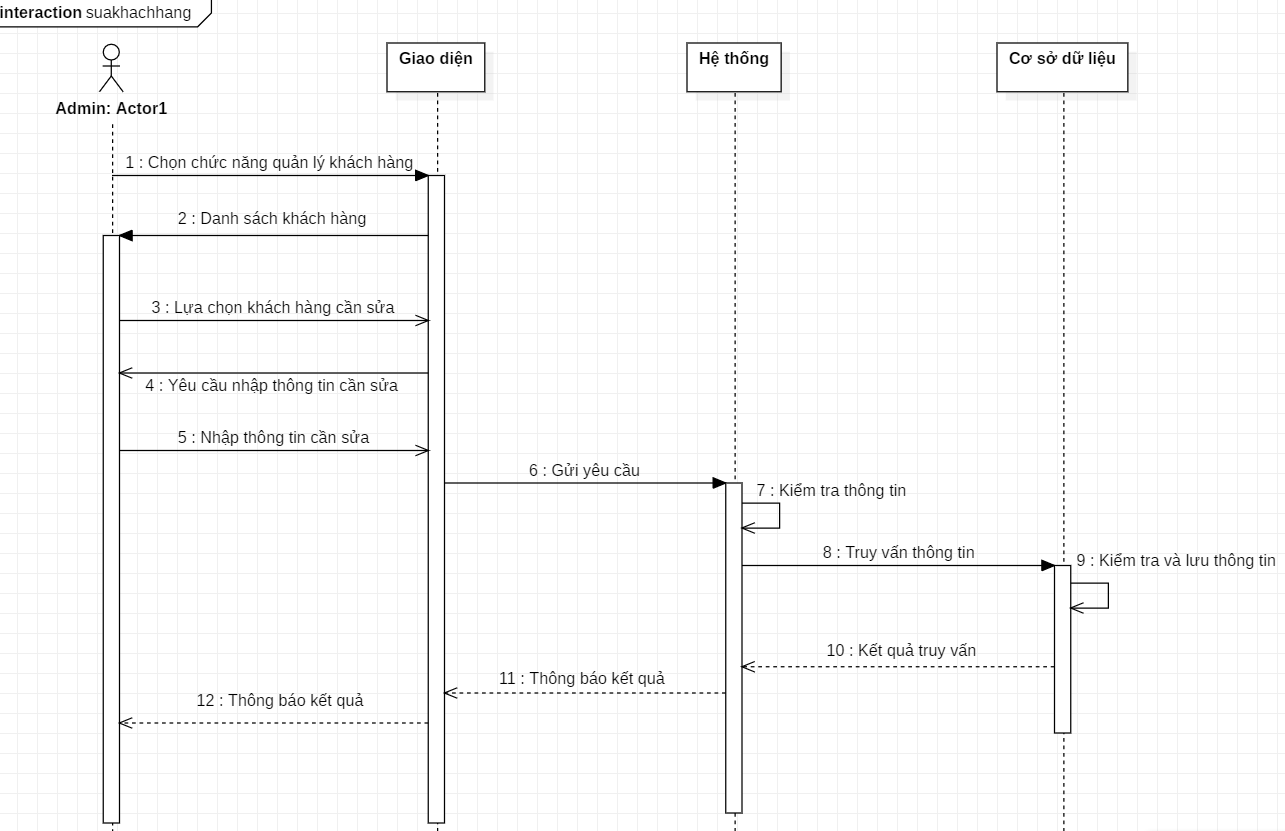 interaction suakhachhang
Admin: Actor1
Giao diện
Hệ thống
Cơ sở dữ liệu
1 : Chọn chức năng quản lý khách hàng
2 : Danh sách khách hàng
3 : Lựa chọn khách hàng cần sửa
4 : Yêu cầu nhập thông tin cần sửa
5 : Nhập thông tin cần sửa
6 : Gửi yêu cầu
7 : Kiểm tra thông tin
8 : Truy vấn thông tin
9 : Kiểm tra và lưu thông tin
10 : Kết quả truy vấn
11 : Thông báo kết quả
12 : Thông báo kết quả